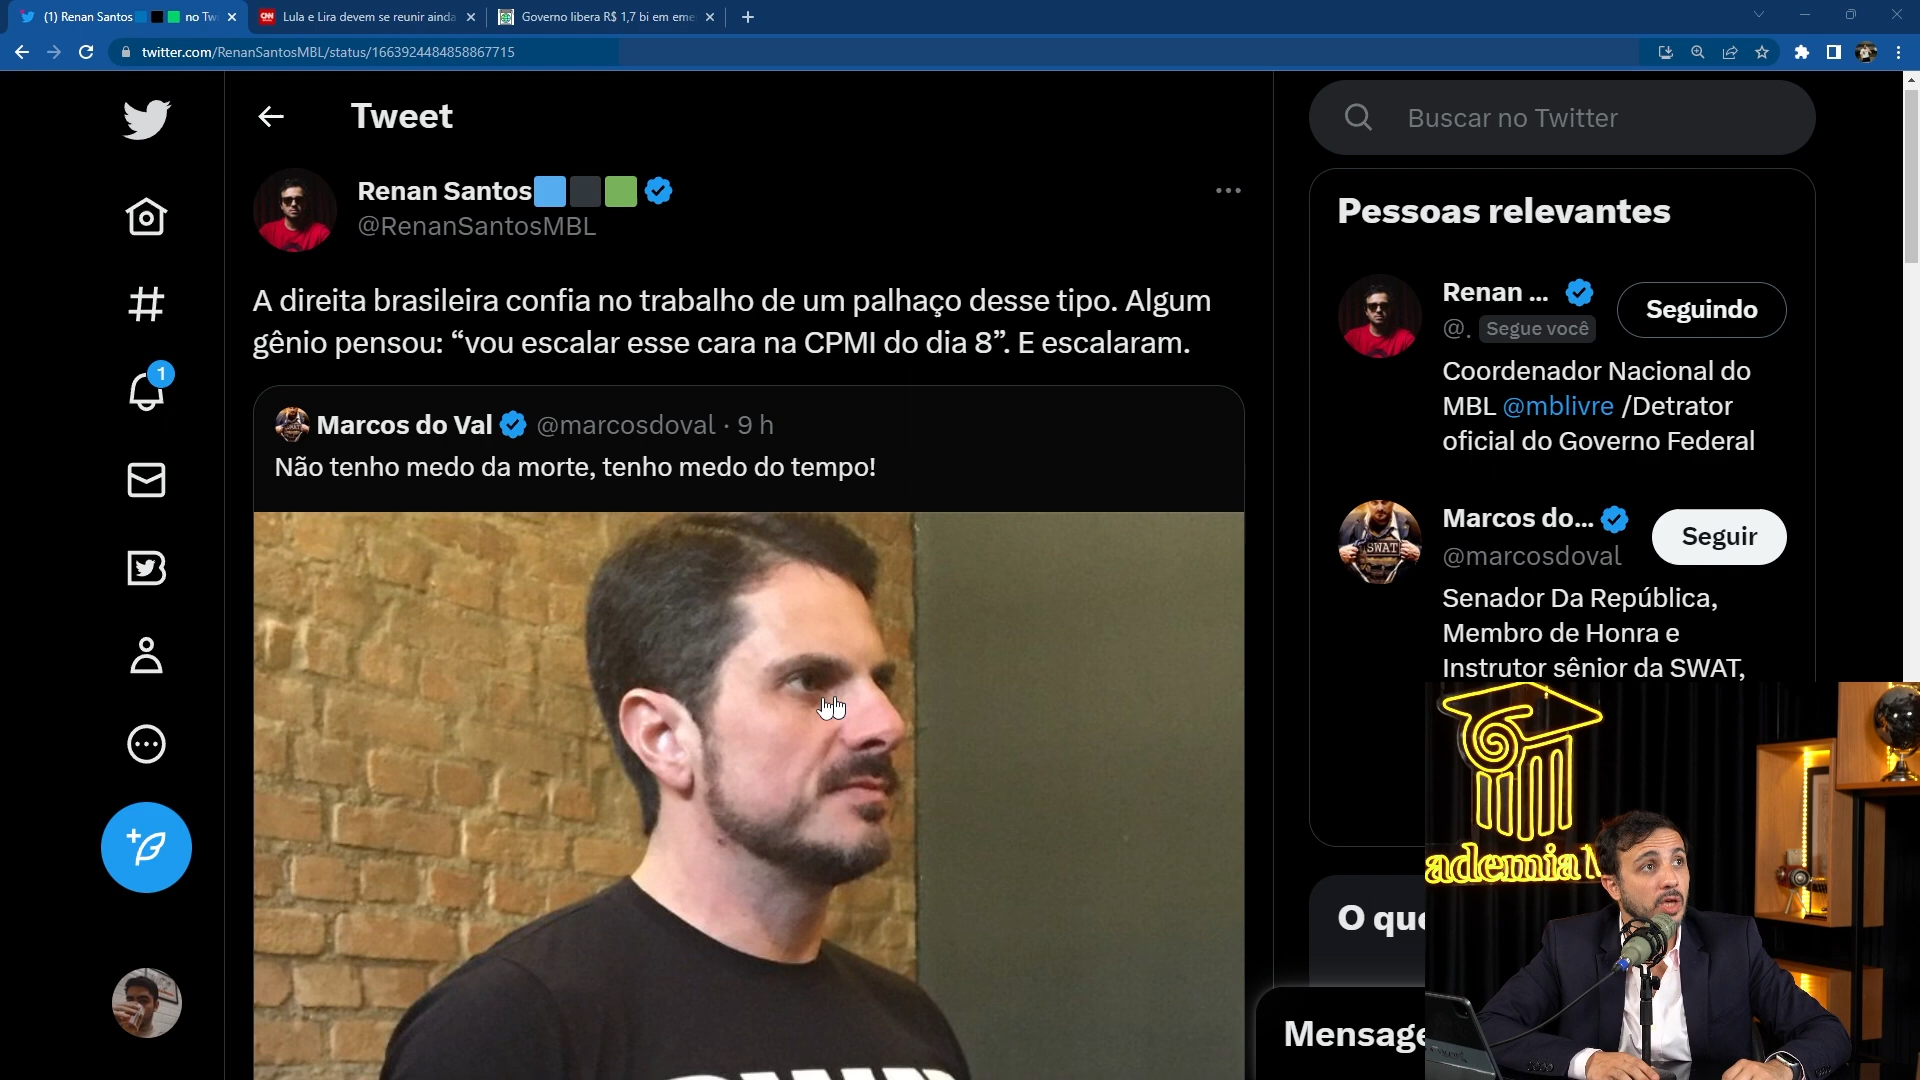 (1) Renan Santos no Tw
Lula e Lira devem se reunir ainda
Governo libera R$ 1,7 bi em eme
twitter.com/RenanSantosMBL/status/1663924484858867715
Tweet
Renan Santos
@RenanSantosMBL
A direita brasileira confia no trabalho de um palhaço desse tipo. Algum
gênio pensou: “vou escalar esse cara na CPMI do dia 8”. E escalaram.
Marcos do Val @marcosdoval · 9 h
Não tenho medo da morte, tenho medo do tempo!
1
Buscar no Twitter
Pessoas relevantes
Renan ...
@. Segue você
Seguindo
Coordenador Nacional do
MBL @mblivre /Detrator
oficial do Governo Federal
SWAT
Marcos do...
@marcosdoval
Seguir
Senador Da República,
Membro de Honra e
Instrutor sênior da SWAT,
ademia M
O que
Mensage